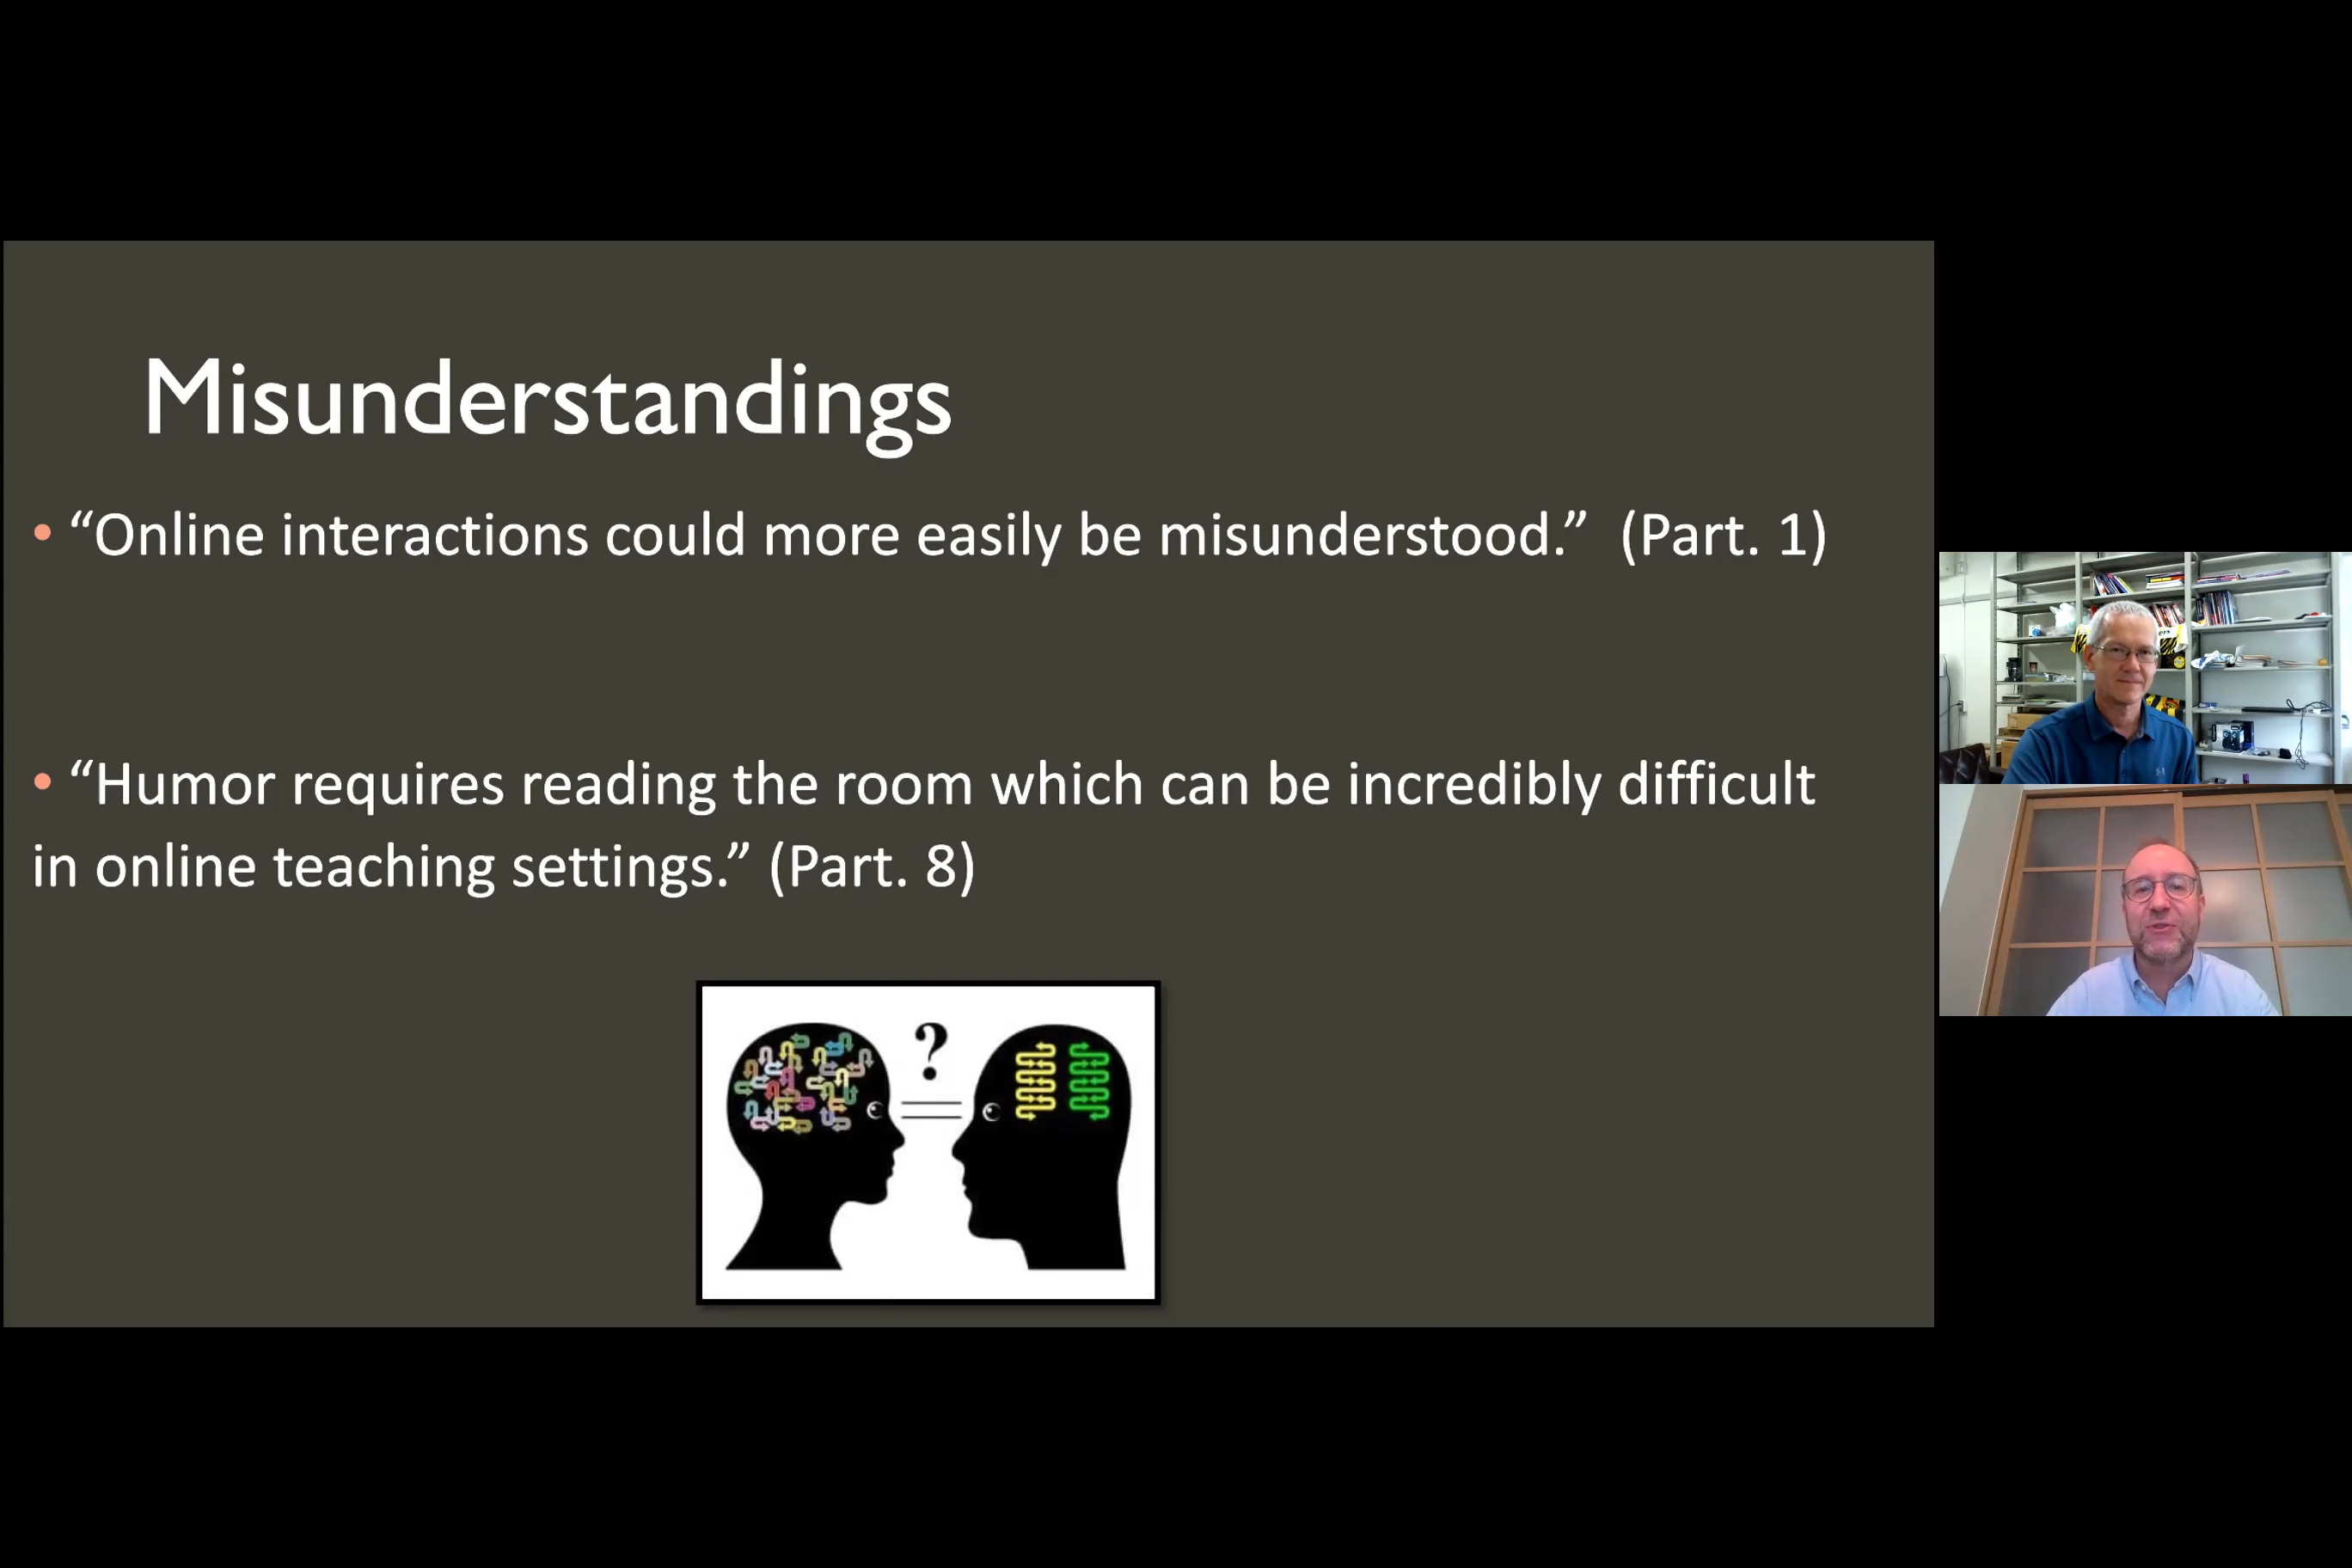 Misunderstandings
• “Online interactions could more easily be misunderstood.” (Part. 1)
• “Humor requires reading the room which can be incredibly difficult
in online teaching settings.” (Part. 8)
?